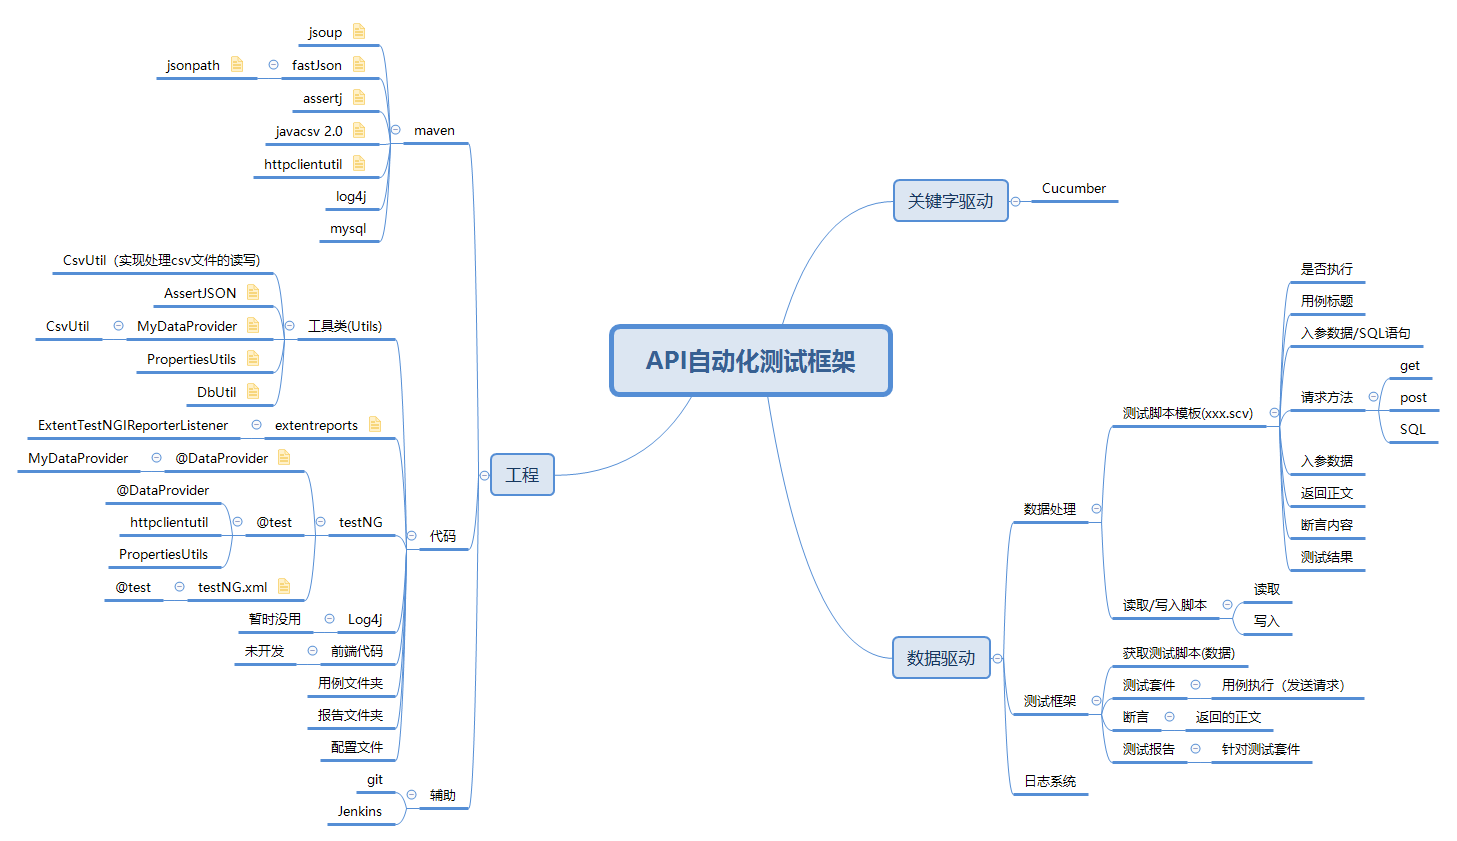 API自动化测试框架
关键字驱动
Cucumber
数据驱动
数据处理
测试脚本模板(xxx.scv)
是否执行
用例标题
入参数据/SQL语句
请求方法
get
post
SQL
入参数据
返回正文
断言内容
测试结果
读取/写入脚本
读取
写入
测试框架
获取测试脚本(数据)
测试套件
用例执行（发送请求）
断言
返回的正文
测试报告
针对测试套件
日志系统
工程
maven
jsoup
fastJson
jsonpath
assertj
javacsv 2.0
httpclientutil
log4j
mysql
代码
工具类(Utils)
CsvUtil（实现处理csv文件的读写)
AssertJSON
MyDataProvider
CsvUtil
PropertiesUtils
DbUtil
extentreports
ExtentTestNGIReporterListener
testNG
@DataProvider
MyDataProvider
@test
@DataProvider
httpclientutil
PropertiesUtils
testNG.xml
@test
Log4j
暂时没用
前端代码
未开发
用例文件夹
报告文件夹
配置文件
辅助
git
Jenkins